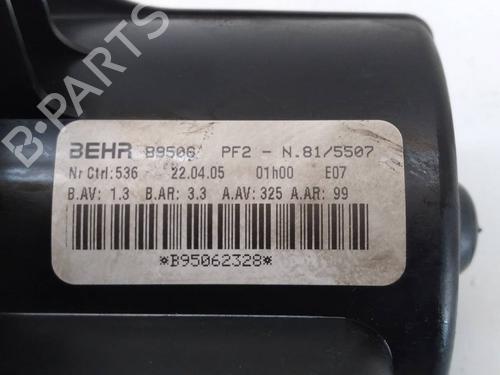 B-PARTS
BEHR B9506 PF2 - N.81/5507
Nr Ctrl:536 22.04.05 01h00 E07
B.AV: 1.3 B.AR: 3.3 A.AV: 325 A.AR: 99
*B95062328*